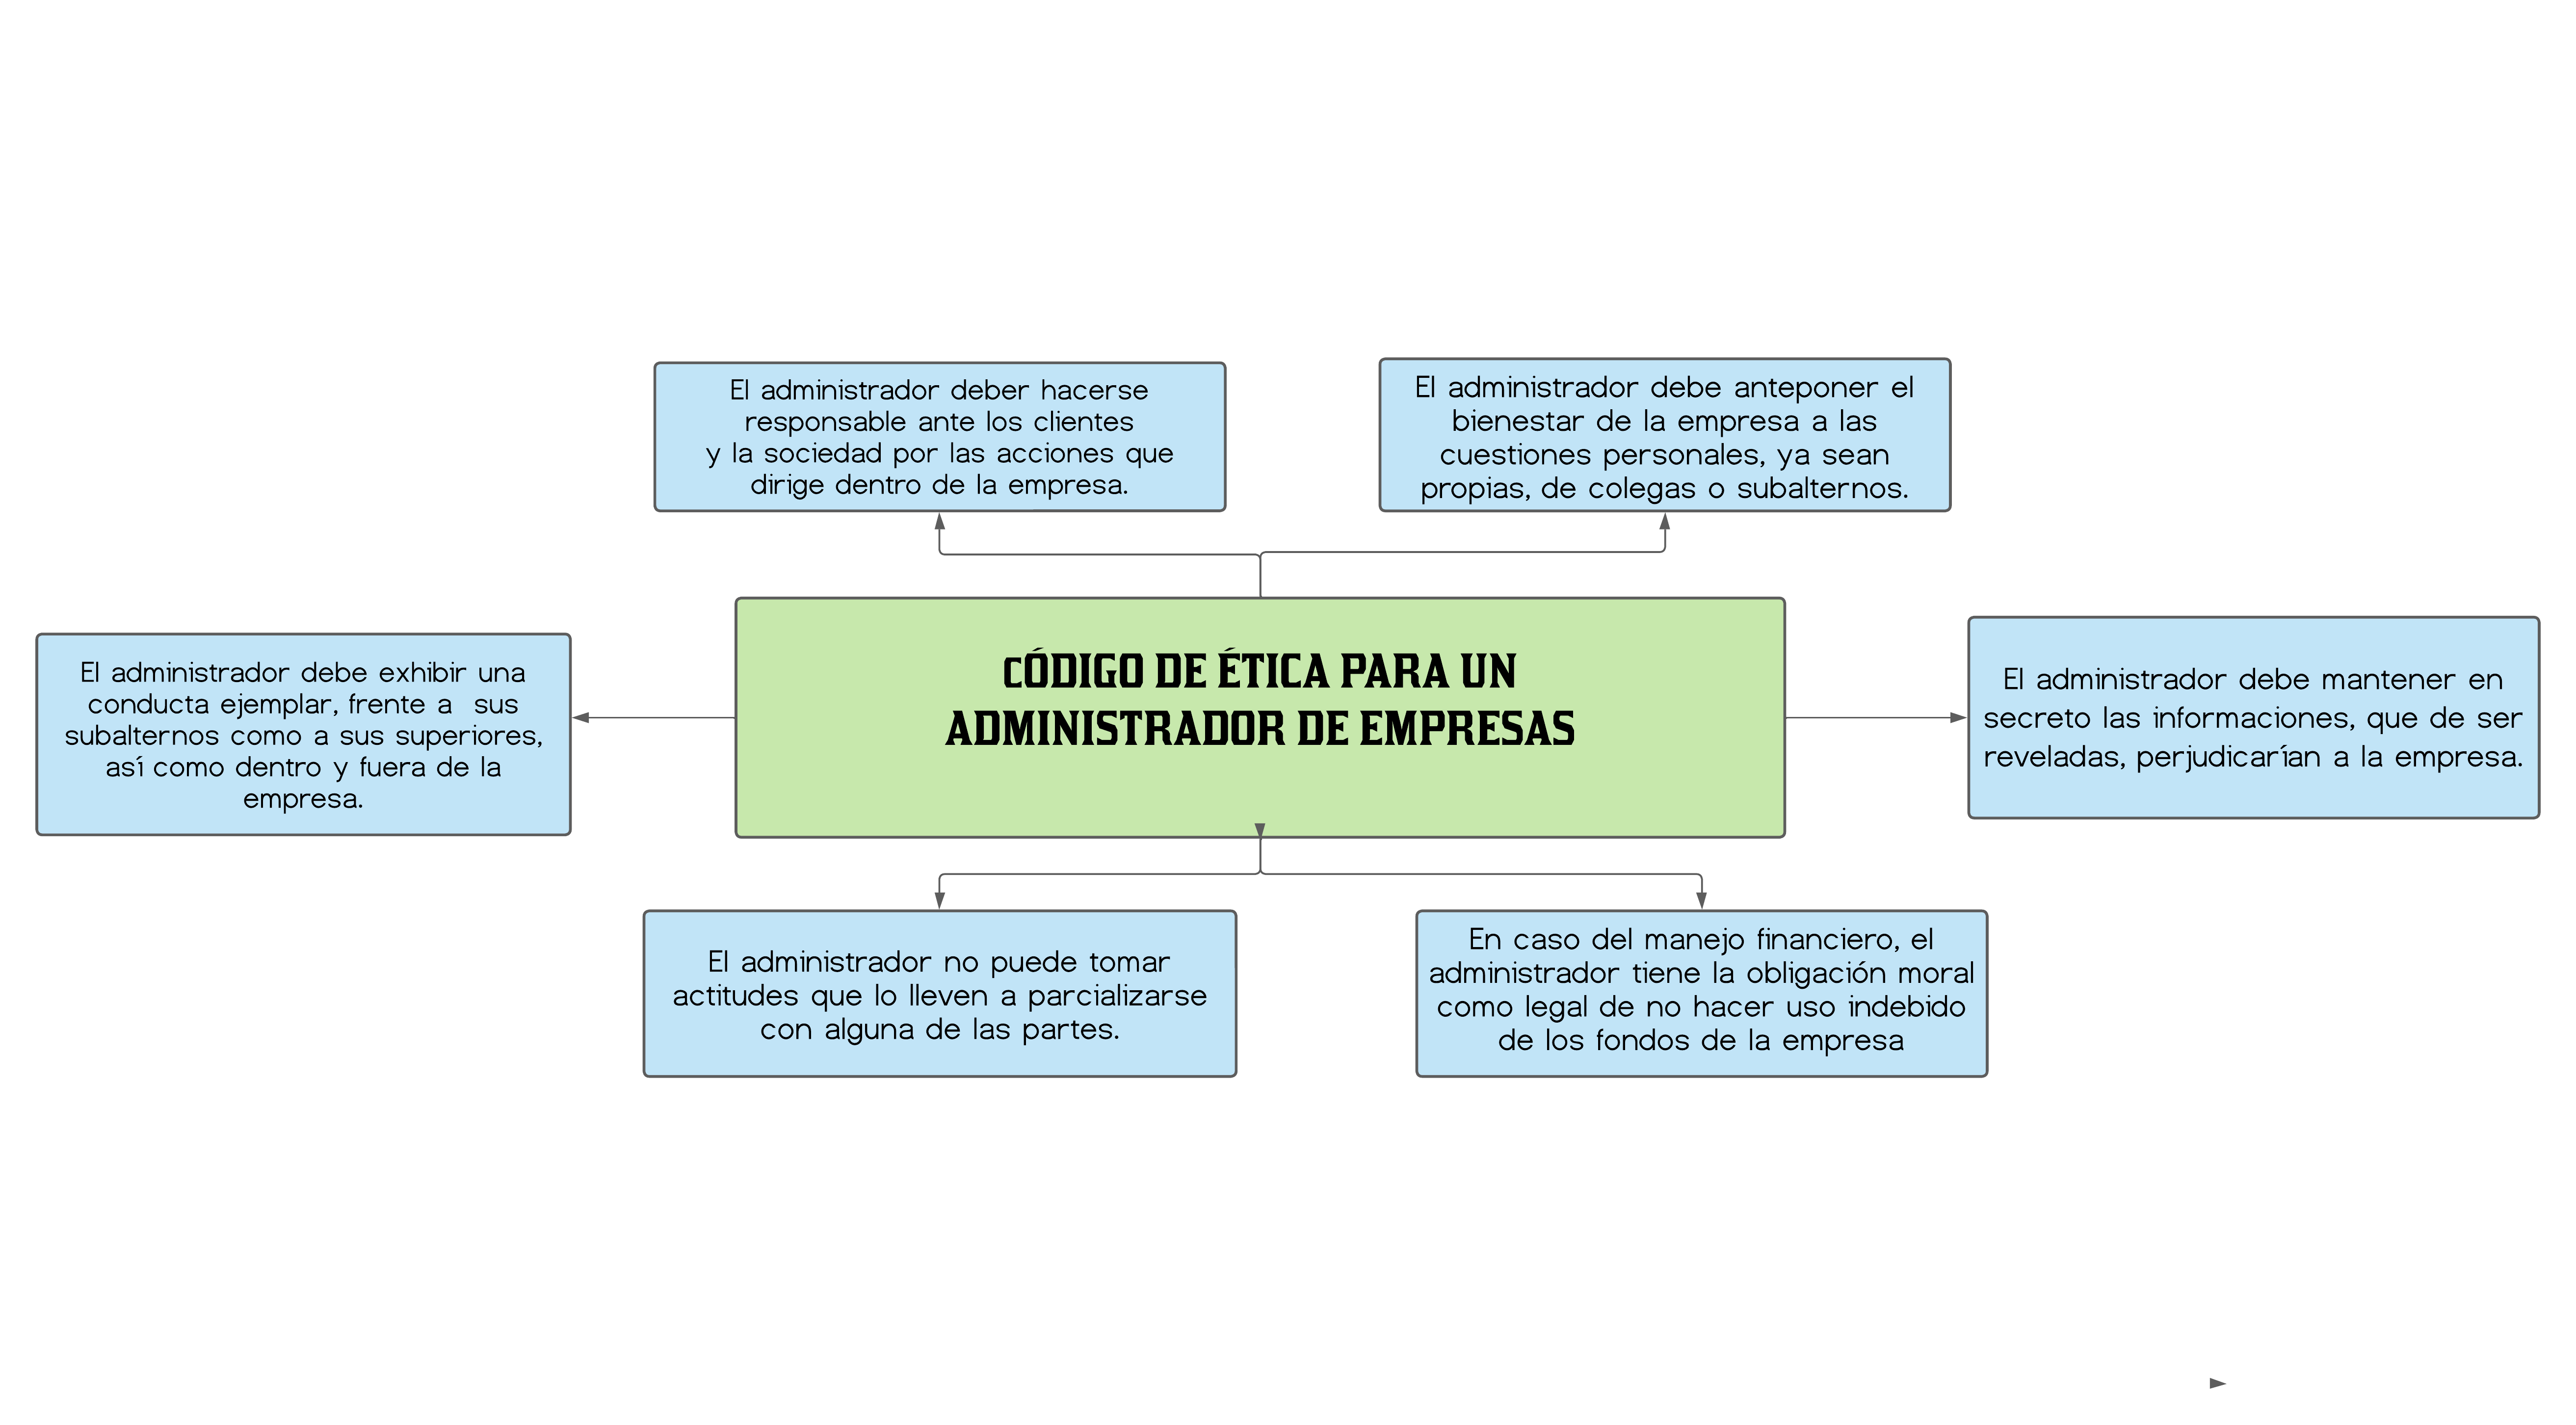 El administrador deber hacerse
responsable ante los clientes
y la sociedad por las acciones que
dirige dentro de la empresa.
El administrador debe anteponer el
bienestar de la empresa a las
cuestiones personales, ya sean
propias, de colegas o subalternos.
El administrador debe exhibir una
conducta ejemplar, frente a  sus
subalternos como a sus superiores,
así como dentro y fuera de la
empresa.
CÓDIGO DE ÉTICA PARA UN
ADMINISTRADOR DE EMPRESAS
El administrador debe mantener en
secreto las informaciones, que de ser
reveladas, perjudicarían a la empresa.
El administrador no puede tomar
actitudes que lo lleven a parcializarse
con alguna de las partes.
En caso del manejo financiero, el
administrador tiene la obligación moral
como legal de no hacer uso indebido
de los fondos de la empresa